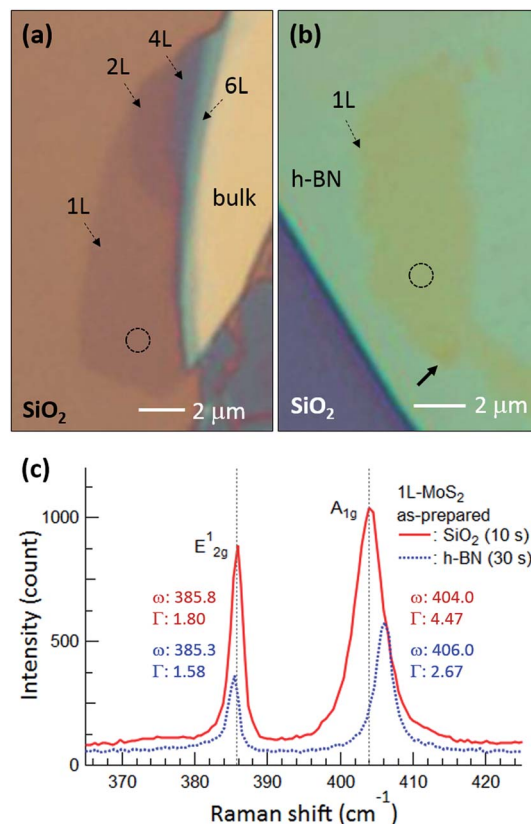 (a)
4L
2L
6L
1L
bulk
SiO₂
2 μm
(b)
1L
h-BN
SiO₂
2 μm
(c)
1L-MoS₂
as-prepared
: SiO₂ (10 s)
: h-BN (30 s)
E¹₂g
A₁g
ω: 385.8
Γ: 1.80
ω: 385.3
Γ: 1.58
ω: 404.0
Γ: 4.47
ω: 406.0
Γ: 2.67
Intensity (count)
1000
500
0
370
380
390
400
410
420
Raman shift (cm⁻¹)